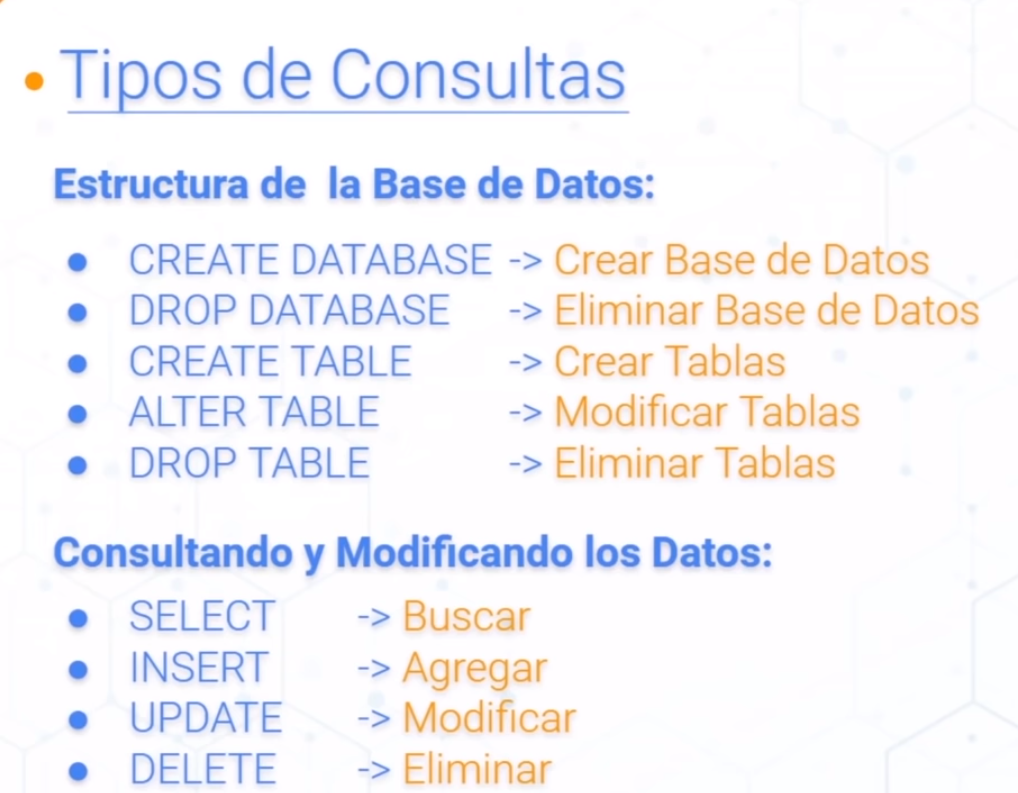 • Tipos de Consultas
Estructura de la Base de Datos:
● CREATE DATABASE -> Crear Base de Datos
● DROP DATABASE -> Eliminar Base de Datos
● CREATE TABLE -> Crear Tablas
● ALTER TABLE -> Modificar Tablas
● DROP TABLE -> Eliminar Tablas
Consultando y Modificando los Datos:
● SELECT -> Buscar
● INSERT -> Agregar
● UPDATE -> Modificar
● DELETE -> Eliminar